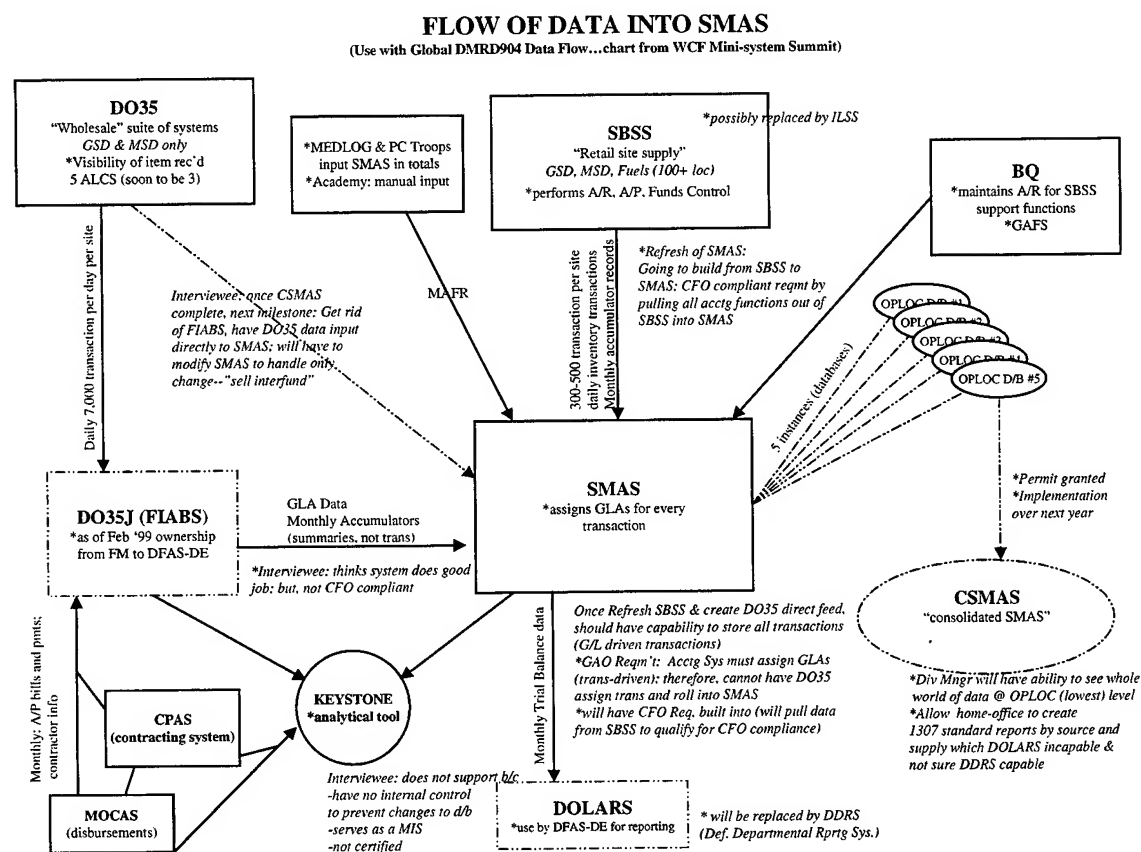 FLOW OF DATA INTO SMAS
(Use with Global DMRD904 Data Flow...chart from WCF Mini-system Summit)
DO35
"Wholesale" suite of systems
GSD & MSD only
*Visibility of item rec'd
5 ALCS (soon to be 3)
*MEDLOG & PC Troops
input SMAS in totals
*Academy: manual input
SBSS
"Retail site supply"
GSD, MSD, Fuels (100+ loc)
*performs A/R, A/P, Funds Control
*possibly replaced by ILSS
BQ
*maintains A/R for SBSS
support functions
*GAFS
Daily 7,000 transaction per day per site
Interviewee: once CSMAS
complete, next milestone: Get rid
of FIABS, have DO35 data input
directly to SMAS: will have to
modify SMAS to handle only
change--"sell interfund"
MAFR
300-500 transaction per site
daily inventory transactions
Monthly accumulator records
*Refresh of SMAS:
Going to build from SBSS to
SMAS: CFO compliant reqmt by
pulling all acctg functions out of
SBSS into SMAS
OPLOC D/B #1
OPLOC D/B #2
OPLOC D/B #3
OPLOC D/B #4
OPLOC D/B #5
5 instances (databases)
DO35J (FIABS)
*as of Feb '99 ownership
from FM to DFAS-DE
GLA Data
Monthly Accumulators
(summaries, not trans)
*Interviewee: thinks system does good
job: but, not CFO compliant
SMAS
*assigns GLAs for every
transaction
*Permit granted
*Implementation
over next year
CSMAS
"consolidated SMAS"
*Div Mngr will have ability to see whole
world of data @ OPLOC (lowest) level
*Allow home-office to create
1307 standard reports by source and
supply which DOLARS incapable &
not sure DDRS capable
Monthly: A/P bills and pmts;
contractor info
CPAS
(contracting system)
MOCAS
(disbursements)
KEYSTONE
*analytical tool
Interviewee: does not support b/c
-have no internal control
to prevent changes to d/b
-serves as a MIS
-not certified
Monthly Trial Balance data
Once Refresh SBSS & create DO35 direct feed,
should have capability to store all transactions
(G/L driven transactions)
*GAO Reqm't: Acctg Sys must assign GLAs
(trans-driven): therefore, cannot have DO35
assign trans and roll into SMAS
*will have CFO Req. built into (will pull data
from SBSS to qualify for CFO compliance)
DOLARS
*use by DFAS-DE for reporting
* will be replaced by DDRS
(Def. Departmental Rprtg Sys.)